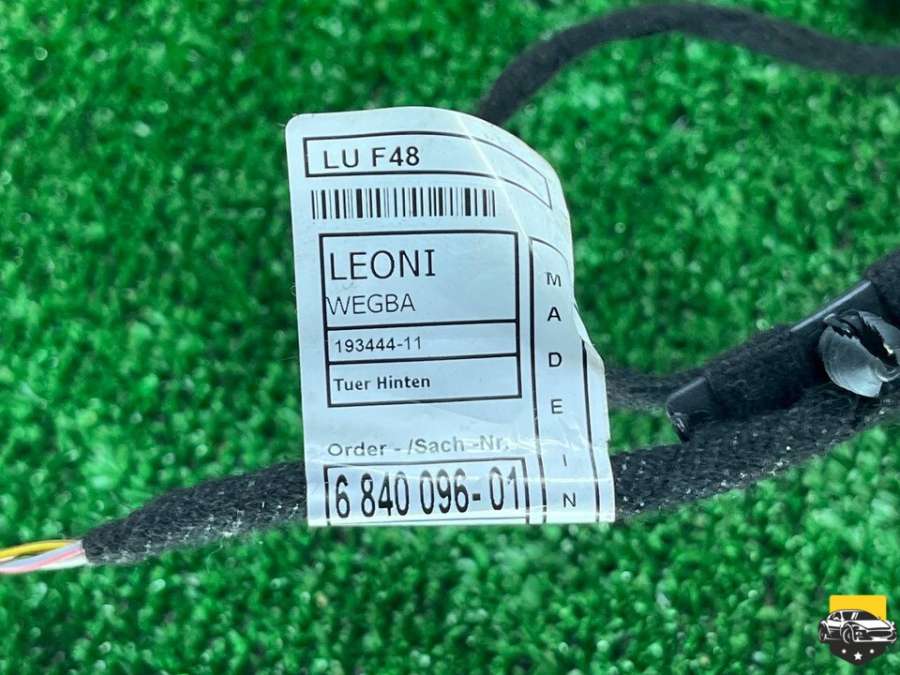 LU F48
LEONI
WEGBA
193444-11
Tuer Hinten
Order - /Sach -Nr.
6 840 096-01
MADE IN